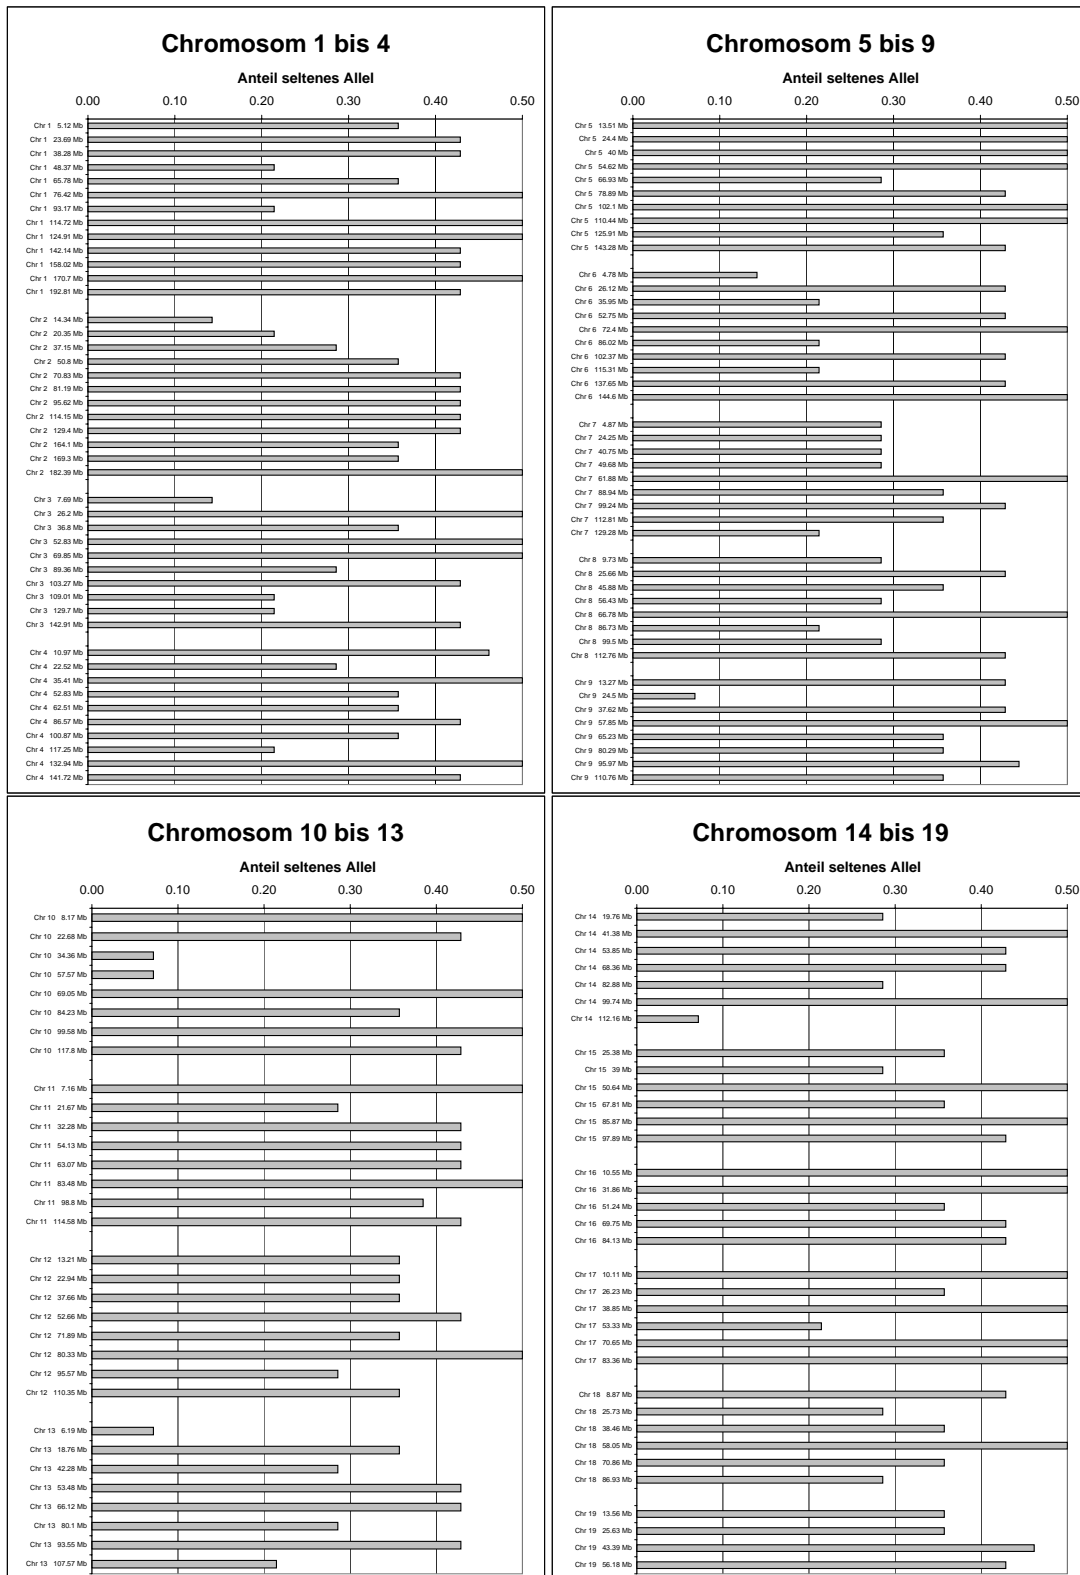 Chromosom 1 bis 4
Anteil seltenes Allel
0.00 0.10 0.20 0.30 0.40 0.50
Chr 1 5.12 Mb
Chr 1 23.69 Mb
Chr 1 38.28 Mb
Chr 1 48.37 Mb
Chr 1 65.78 Mb
Chr 1 76.42 Mb
Chr 1 93.17 Mb
Chr 1 114.72 Mb
Chr 1 124.91 Mb
Chr 1 142.14 Mb
Chr 1 158.02 Mb
Chr 1 170.7 Mb
Chr 1 192.81 Mb
Chr 2 14.34 Mb
Chr 2 20.35 Mb
Chr 2 37.15 Mb
Chr 2 50.8 Mb
Chr 2 70.83 Mb
Chr 2 81.19 Mb
Chr 2 95.62 Mb
Chr 2 114.15 Mb
Chr 2 129.4 Mb
Chr 2 164.1 Mb
Chr 2 169.3 Mb
Chr 2 182.39 Mb
Chr 3 7.69 Mb
Chr 3 26.2 Mb
Chr 3 36.8 Mb
Chr 3 52.83 Mb
Chr 3 69.85 Mb
Chr 3 89.36 Mb
Chr 3 103.27 Mb
Chr 3 109.01 Mb
Chr 3 129.7 Mb
Chr 3 142.91 Mb
Chr 4 10.97 Mb
Chr 4 22.52 Mb
Chr 4 35.41 Mb
Chr 4 52.83 Mb
Chr 4 62.51 Mb
Chr 4 86.57 Mb
Chr 4 100.87 Mb
Chr 4 117.25 Mb
Chr 4 132.94 Mb
Chr 4 141.72 Mb
Chromosom 5 bis 9
Anteil seltenes Allel
0.00 0.10 0.20 0.30 0.40 0.50
Chr 5 13.51 Mb
Chr 5 24.4 Mb
Chr 5 40 Mb
Chr 5 54.62 Mb
Chr 5 66.93 Mb
Chr 5 78.89 Mb
Chr 5 102.1 Mb
Chr 5 110.44 Mb
Chr 5 125.91 Mb
Chr 5 143.28 Mb
Chr 6 4.78 Mb
Chr 6 26.12 Mb
Chr 6 35.95 Mb
Chr 6 52.75 Mb
Chr 6 72.4 Mb
Chr 6 86.02 Mb
Chr 6 102.37 Mb
Chr 6 115.31 Mb
Chr 6 137.65 Mb
Chr 6 144.6 Mb
Chr 7 4.87 Mb
Chr 7 24.25 Mb
Chr 7 40.75 Mb
Chr 7 49.68 Mb
Chr 7 61.88 Mb
Chr 7 88.94 Mb
Chr 7 99.24 Mb
Chr 7 112.81 Mb
Chr 7 129.28 Mb
Chr 8 9.73 Mb
Chr 8 25.66 Mb
Chr 8 45.88 Mb
Chr 8 56.43 Mb
Chr 8 66.78 Mb
Chr 8 86.73 Mb
Chr 8 99.5 Mb
Chr 8 112.76 Mb
Chr 9 13.27 Mb
Chr 9 24.5 Mb
Chr 9 37.62 Mb
Chr 9 57.85 Mb
Chr 9 65.23 Mb
Chr 9 80.29 Mb
Chr 9 95.97 Mb
Chr 9 110.76 Mb
Chromosom 10 bis 13
Anteil seltenes Allel
0.00 0.10 0.20 0.30 0.40 0.50
Chr 10 8.17 Mb
Chr 10 22.68 Mb
Chr 10 34.36 Mb
Chr 10 57.57 Mb
Chr 10 69.05 Mb
Chr 10 84.23 Mb
Chr 10 99.58 Mb
Chr 10 117.8 Mb
Chr 11 7.16 Mb
Chr 11 21.67 Mb
Chr 11 32.28 Mb
Chr 11 54.13 Mb
Chr 11 63.07 Mb
Chr 11 83.48 Mb
Chr 11 98.8 Mb
Chr 11 114.58 Mb
Chr 12 13.21 Mb
Chr 12 22.94 Mb
Chr 12 37.66 Mb
Chr 12 52.66 Mb
Chr 12 71.89 Mb
Chr 12 80.33 Mb
Chr 12 95.57 Mb
Chr 12 110.35 Mb
Chr 13 6.19 Mb
Chr 13 18.76 Mb
Chr 13 42.28 Mb
Chr 13 53.48 Mb
Chr 13 66.12 Mb
Chr 13 80.1 Mb
Chr 13 93.55 Mb
Chr 13 107.57 Mb
Chromosom 14 bis 19
Anteil seltenes Allel
0.00 0.10 0.20 0.30 0.40 0.50
Chr 14 19.76 Mb
Chr 14 41.38 Mb
Chr 14 53.85 Mb
Chr 14 68.36 Mb
Chr 14 82.88 Mb
Chr 14 99.74 Mb
Chr 14 112.16 Mb
Chr 15 25.38 Mb
Chr 15 39 Mb
Chr 15 50.64 Mb
Chr 15 67.81 Mb
Chr 15 85.87 Mb
Chr 15 97.89 Mb
Chr 16 10.55 Mb
Chr 16 31.86 Mb
Chr 16 51.24 Mb
Chr 16 69.75 Mb
Chr 16 84.13 Mb
Chr 17 10.11 Mb
Chr 17 26.23 Mb
Chr 17 38.85 Mb
Chr 17 53.33 Mb
Chr 17 70.65 Mb
Chr 17 83.36 Mb
Chr 18 8.87 Mb
Chr 18 25.73 Mb
Chr 18 38.46 Mb
Chr 18 58.05 Mb
Chr 18 70.86 Mb
Chr 18 86.93 Mb
Chr 19 13.56 Mb
Chr 19 25.63 Mb
Chr 19 43.39 Mb
Chr 19 56.18 Mb